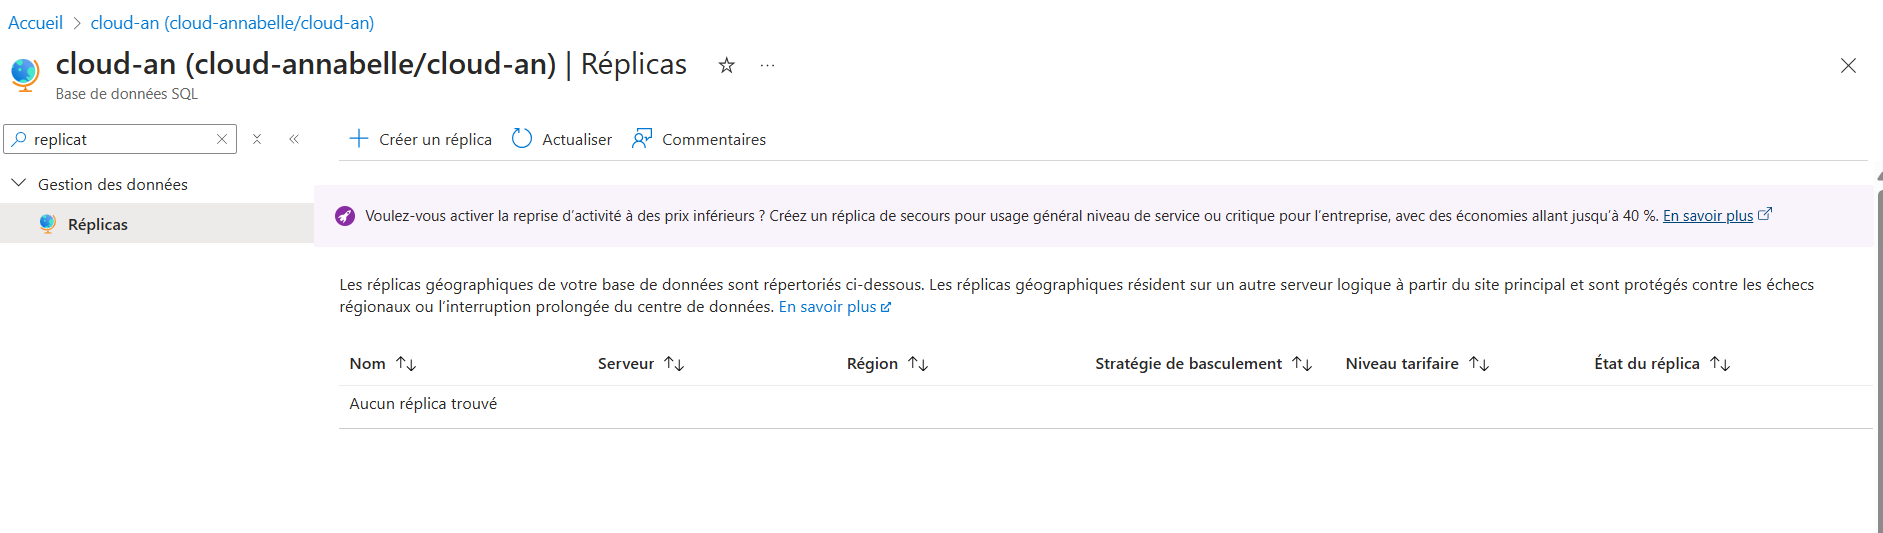 Accueil > cloud-an (cloud-annabelle/cloud-an)
cloud-an (cloud-annabelle/cloud-an) | Réplicas
Base de données SQL
replicat
Créer un réplica Actualiser Commentaires
Gestion des données
Réplicas
Voulez-vous activer la reprise d’activité à des prix inférieurs ? Créez un réplica de secours pour usage général niveau de service ou critique pour l’entreprise, avec des économies allant jusqu’à 40 %. En savoir plus
Les réplicas géographiques de votre base de données sont répertoriés ci-dessous. Les réplicas géographiques résident sur un autre serveur logique à partir du site principal et sont protégés contre les échecs
régionaux ou l’interruption prolongée du centre de données. En savoir plus
Nom Serveur Région Stratégie de basculement Niveau tarifaire État du réplica
Aucun réplica trouvé